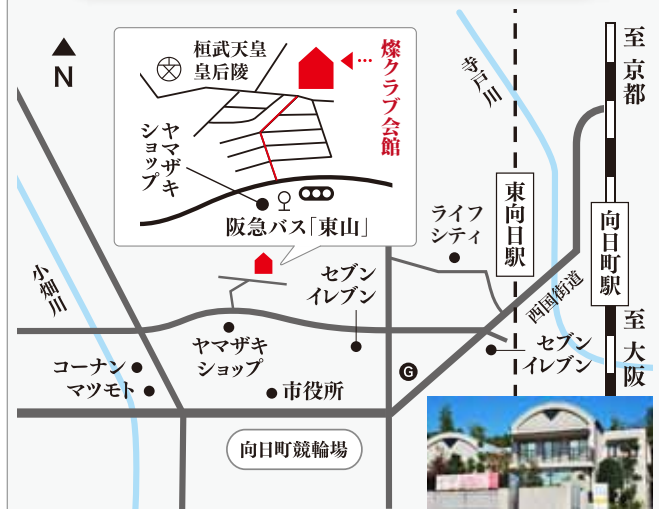 N
桓武天皇
皇后陵
燦クラブ会館
ヤマザキ
ショップ
阪急バス「東山」
至 京都
寺戸川
東向日駅
向日町駅
ライフ
シティ
西国街道
小畑川
セブン
イレブン
ヤマザキ
ショップ
セブン
イレブン
至 大阪
コーナン
マツモト
市役所
G
向日町競輪場